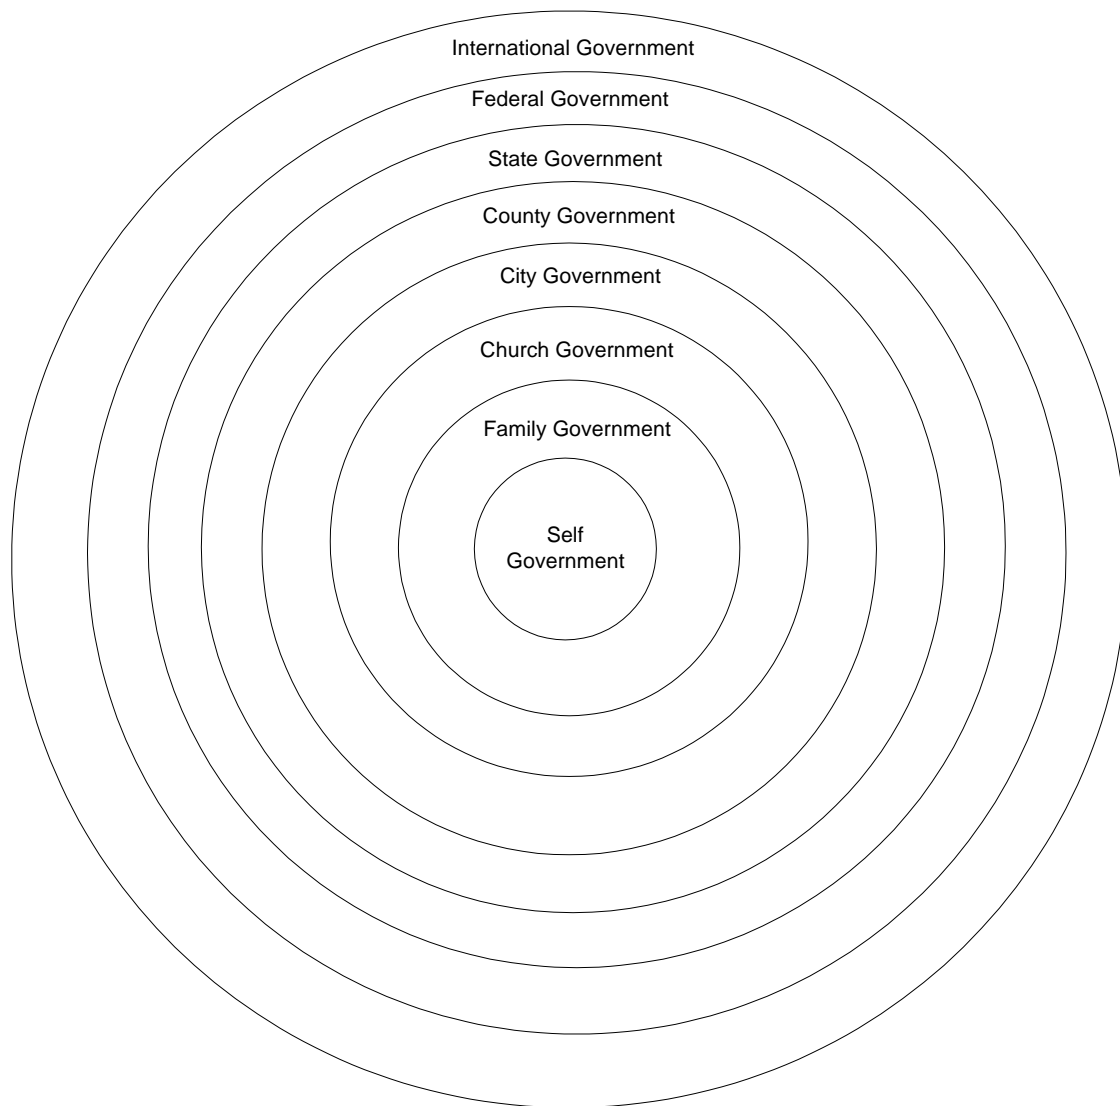 International Government
Federal Government
State Government
County Government
City Government
Church Government
Family Government
Self
Government